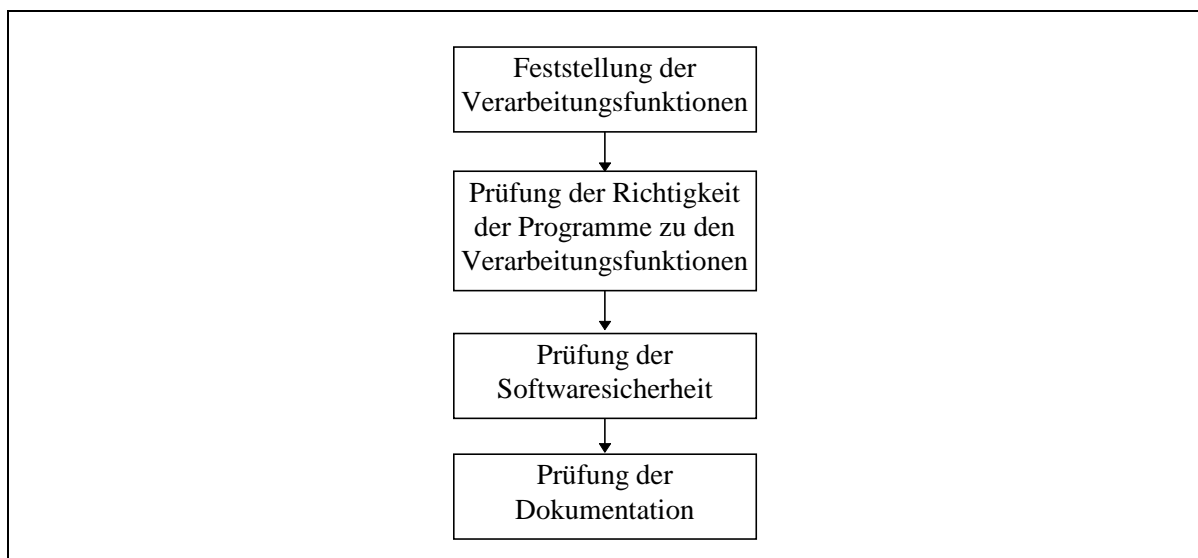 Feststellung der
Verarbeitungsfunktionen
Prüfung der Richtigkeit
der Programme zu den
Verarbeitungsfunktionen
Prüfung der
Softwaresicherheit
Prüfung der
Dokumentation